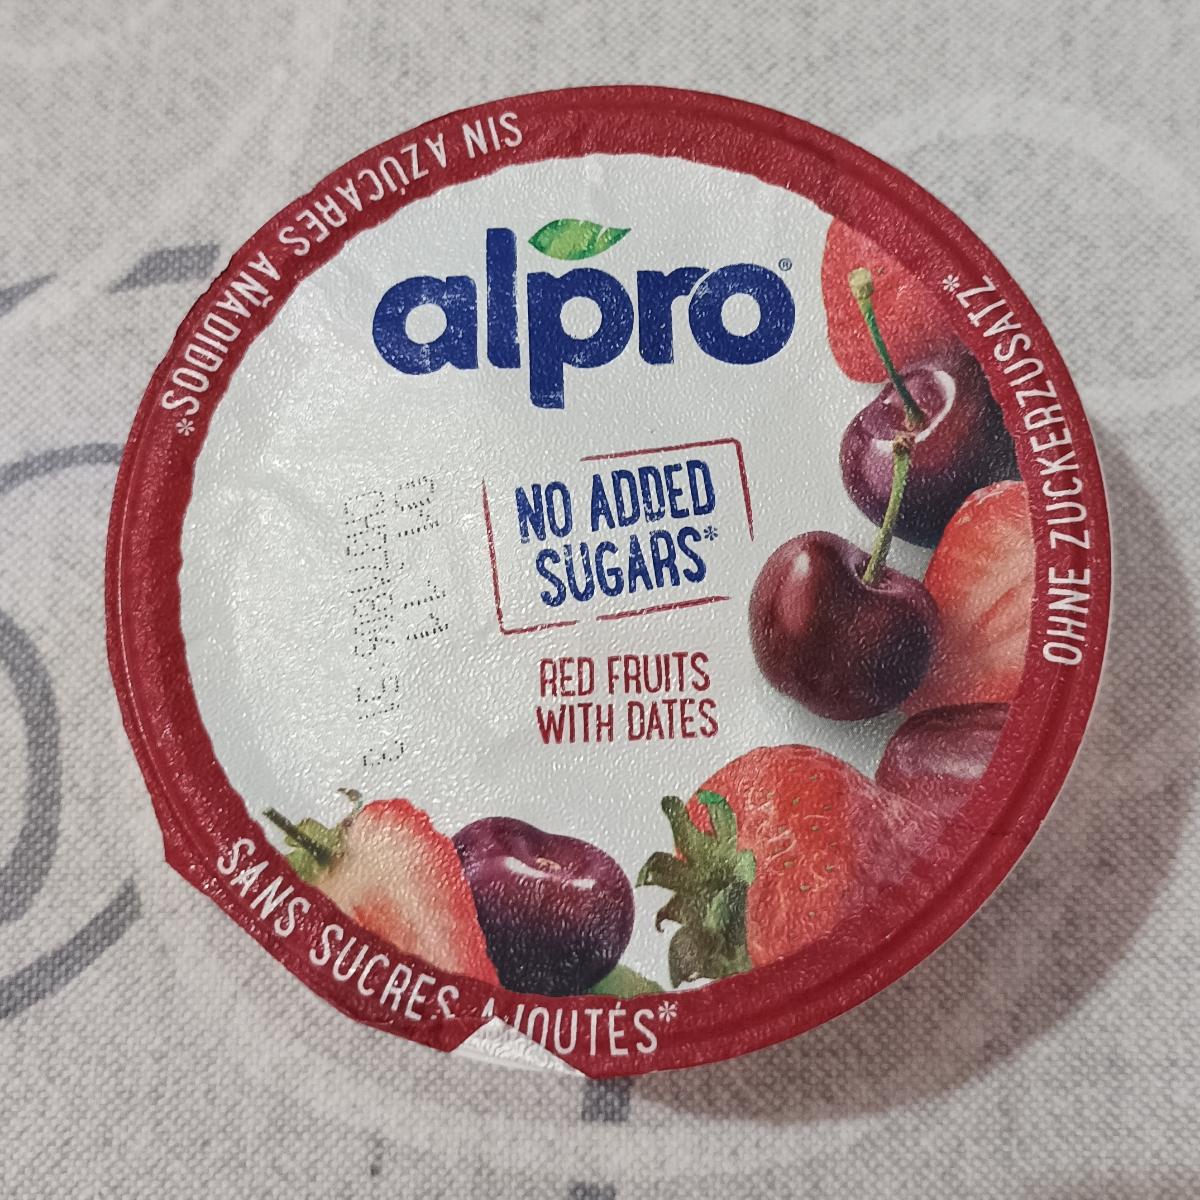 SIN AZÚCARES AÑADIDOS*
alpro®
OHNE ZUCKERZUSATZ*
NO ADDED
SUGARS*
RED FRUITS
WITH DATES
SANS SUCRES AJOUTÉS*